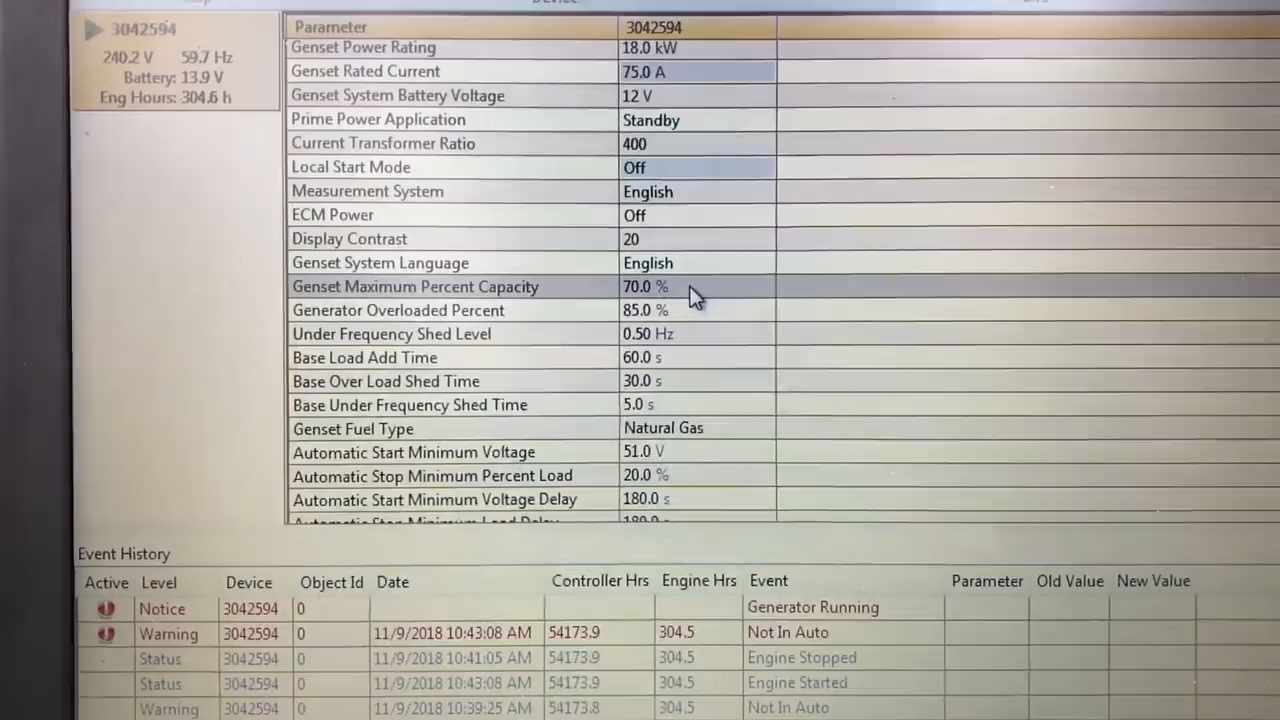 3042594
240.2 V 59.7 Hz
Battery: 13.9 V
Eng Hours: 304.6 h
Parameter 3042594
Genset Power Rating 18.0 kW
Genset Rated Current 75.0 A
Genset System Battery Voltage 12 V
Prime Power Application Standby
Current Transformer Ratio 400
Local Start Mode Off
Measurement System English
ECM Power Off
Display Contrast 20
Genset System Language English
Genset Maximum Percent Capacity 70.0 %
Generator Overloaded Percent 85.0 %
Under Frequency Shed Level 0.50 Hz
Base Load Add Time 60.0 s
Base Over Load Shed Time 30.0 s
Base Under Frequency Shed Time 5.0 s
Genset Fuel Type Natural Gas
Automatic Start Minimum Voltage 51.0 V
Automatic Stop Minimum Percent Load 20.0 %
Automatic Start Minimum Voltage Delay 180.0 s
Automatic Stop Minimum Load Delay 180.0 s
Event History
Active Level Device Object Id Date Controller Hrs Engine Hrs Event Parameter Old Value New Value
Notice 3042594 0 Generator Running
Warning 3042594 0 11/9/2018 10:43:08 AM 54173.9 304.5 Not In Auto
Status 3042594 0 11/9/2018 10:41:05 AM 54173.9 304.5 Engine Stopped
Status 3042594 0 11/9/2018 10:43:08 AM 54173.9 304.5 Engine Started
Warning 3042594 0 11/9/2018 10:39:25 AM 54173.8 304.5 Not In Auto